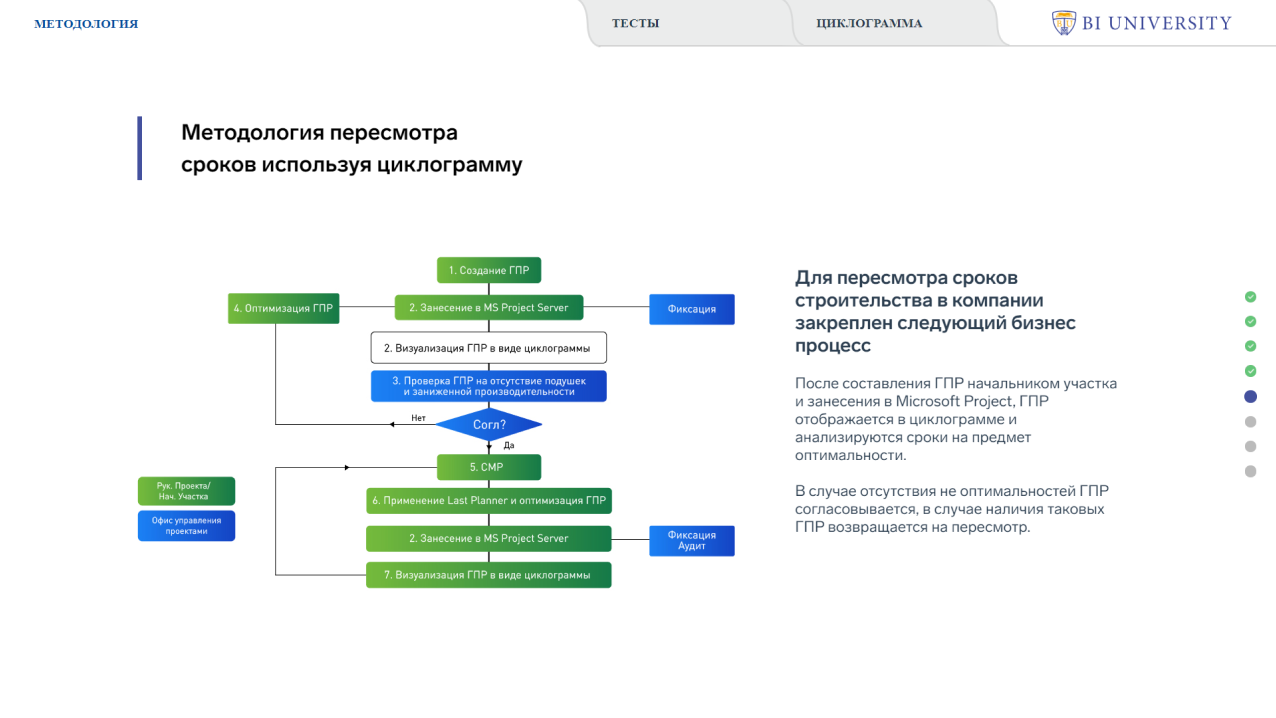 МЕТОДОЛОГИЯ
ТЕСТЫ
ЦИКЛОГРАММА
BI UNIVERSITY
Методология пересмотра
сроков используя циклограмму
1. Создание ГПР
4. Оптимизация ГПР
2. Занесение в MS Project Server
Фиксация
2. Визуализация ГПР в виде циклограммы
3. Проверка ГПР на отсутствие подушек
и заниженной производительности
Нет
Согл?
Да
5. СМР
Рук. Проекта/
Нач. Участка
6. Применение Last Planner и оптимизация ГПР
Офис управления
проектами
2. Занесение в MS Project Server
Фиксация
Аудит
7. Визуализация ГПР в виде циклограммы
Для пересмотра сроков
строительства в компании
закреплен следующий бизнес
процесс
После составления ГПР начальником участка
и занесения в Microsoft Project, ГПР
отображается в циклограмме и
анализируются сроки на предмет
оптимальности.
В случае отсутствия не оптимальностей ГПР
согласовывается, в случае наличия таковых
ГПР возвращается на пересмотр.